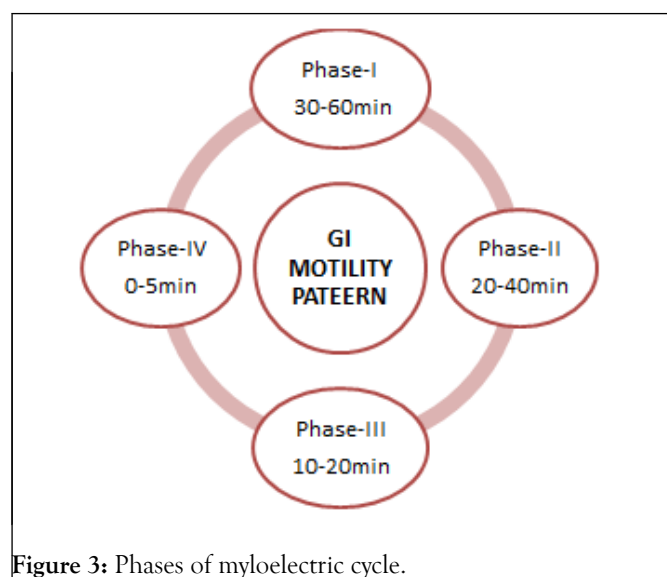 Phase-I
30-60min
Phase-IV
0-5min
GI
MOTILITY
PATEERN
Phase-II
20-40min
Phase-III
10-20min
Figure 3: Phases of myloelectric cycle.